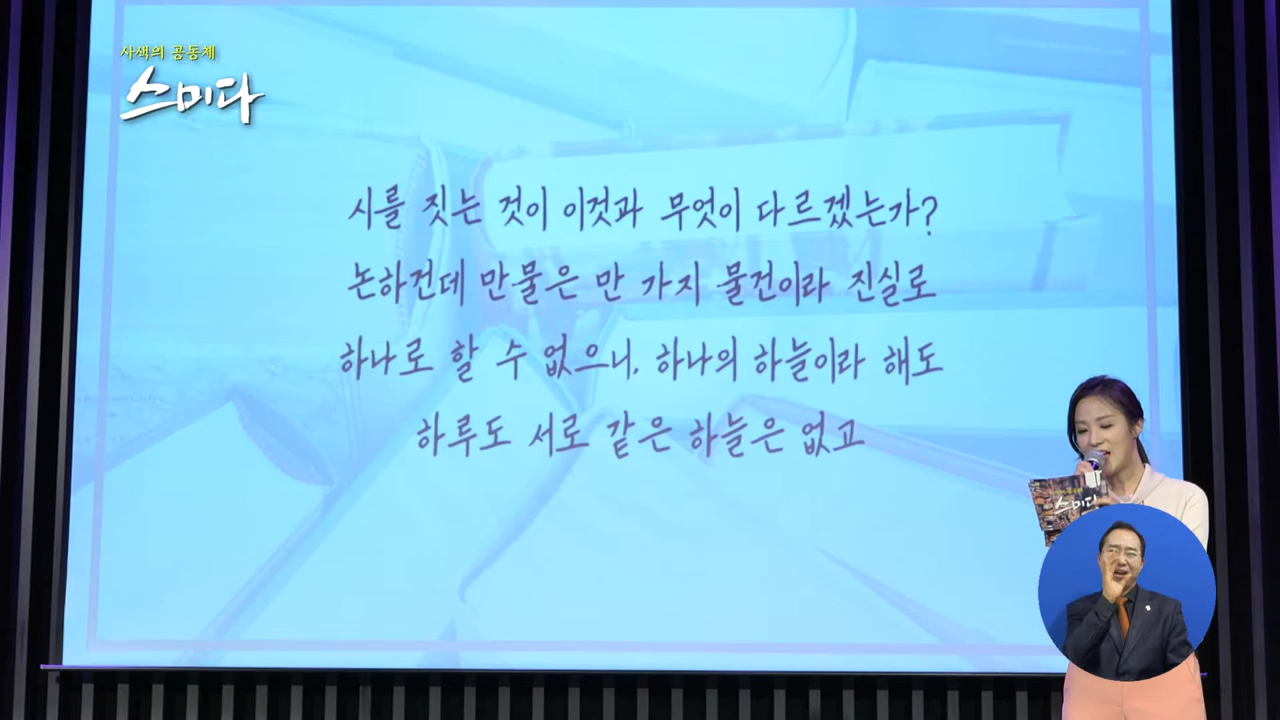 사색의 공동체
스미다
시를 짓는 것이 이것과 무엇이 다르겠는가?
논하건데 만물은 만 가지 물건이라 진실로
하나로 할 수 없으니, 하나의 하늘이라 해도
하루도 서로 같은 하늘은 없고
스미다